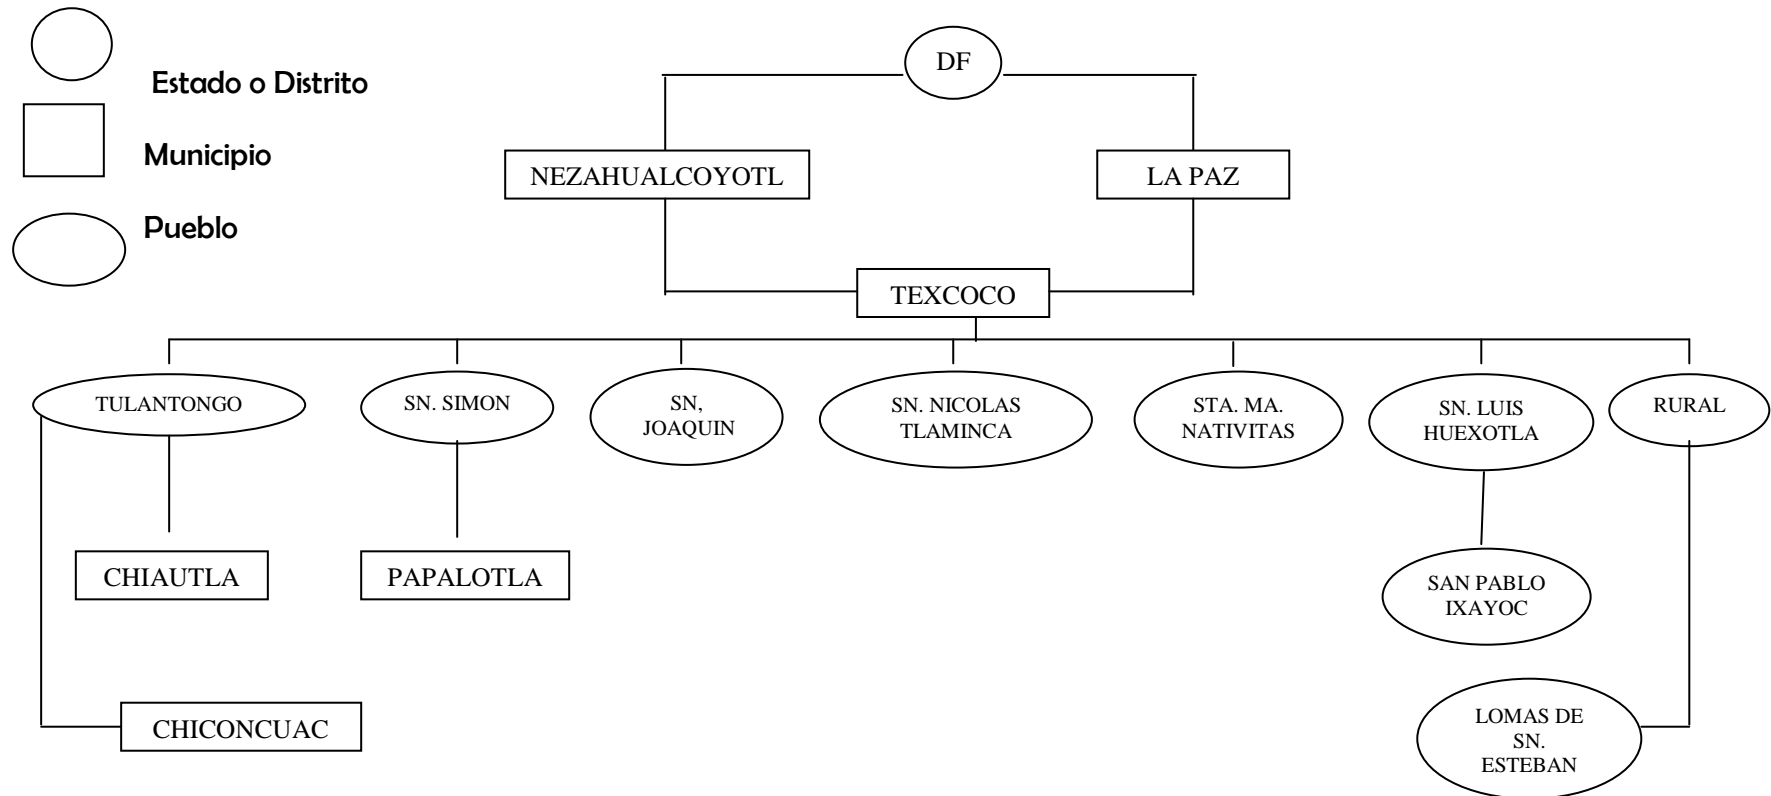 Estado o Distrito
Municipio
Pueblo
DF
NEZAHUALCOYOTL
LA PAZ
TEXCOCO
TULANTONGO
SN. SIMON
SN,
JOAQUIN
SN. NICOLAS
TLAMINCA
STA. MA.
NATIVITAS
SN. LUIS
HUEXOTLA
RURAL
CHIAUTLA
PAPALOTLA
SAN PABLO
IXAYOC
CHICONCUAC
LOMAS DE
SN.
ESTEBAN